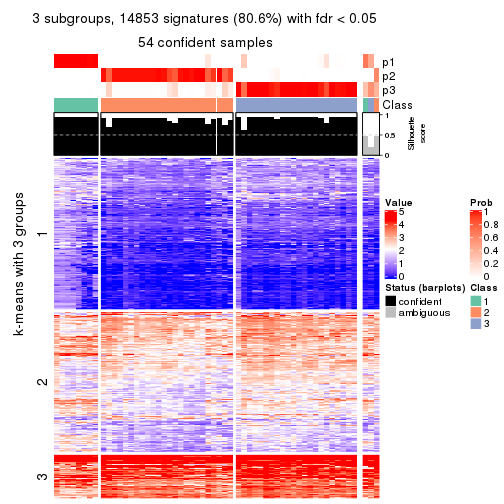 3 subgroups, 14853 signatures (80.6%) with fdr < 0.05
54 confident samples
p1
p2
p3
Class
1
0.5
0
Silhouette
score
k-means with 3 groups
1
2
3
Value
5
4
3
2
1
0
Prob
1
0.8
0.6
0.4
0.2
0
Status (barplots)
confident
ambiguous
Class
1
2
3